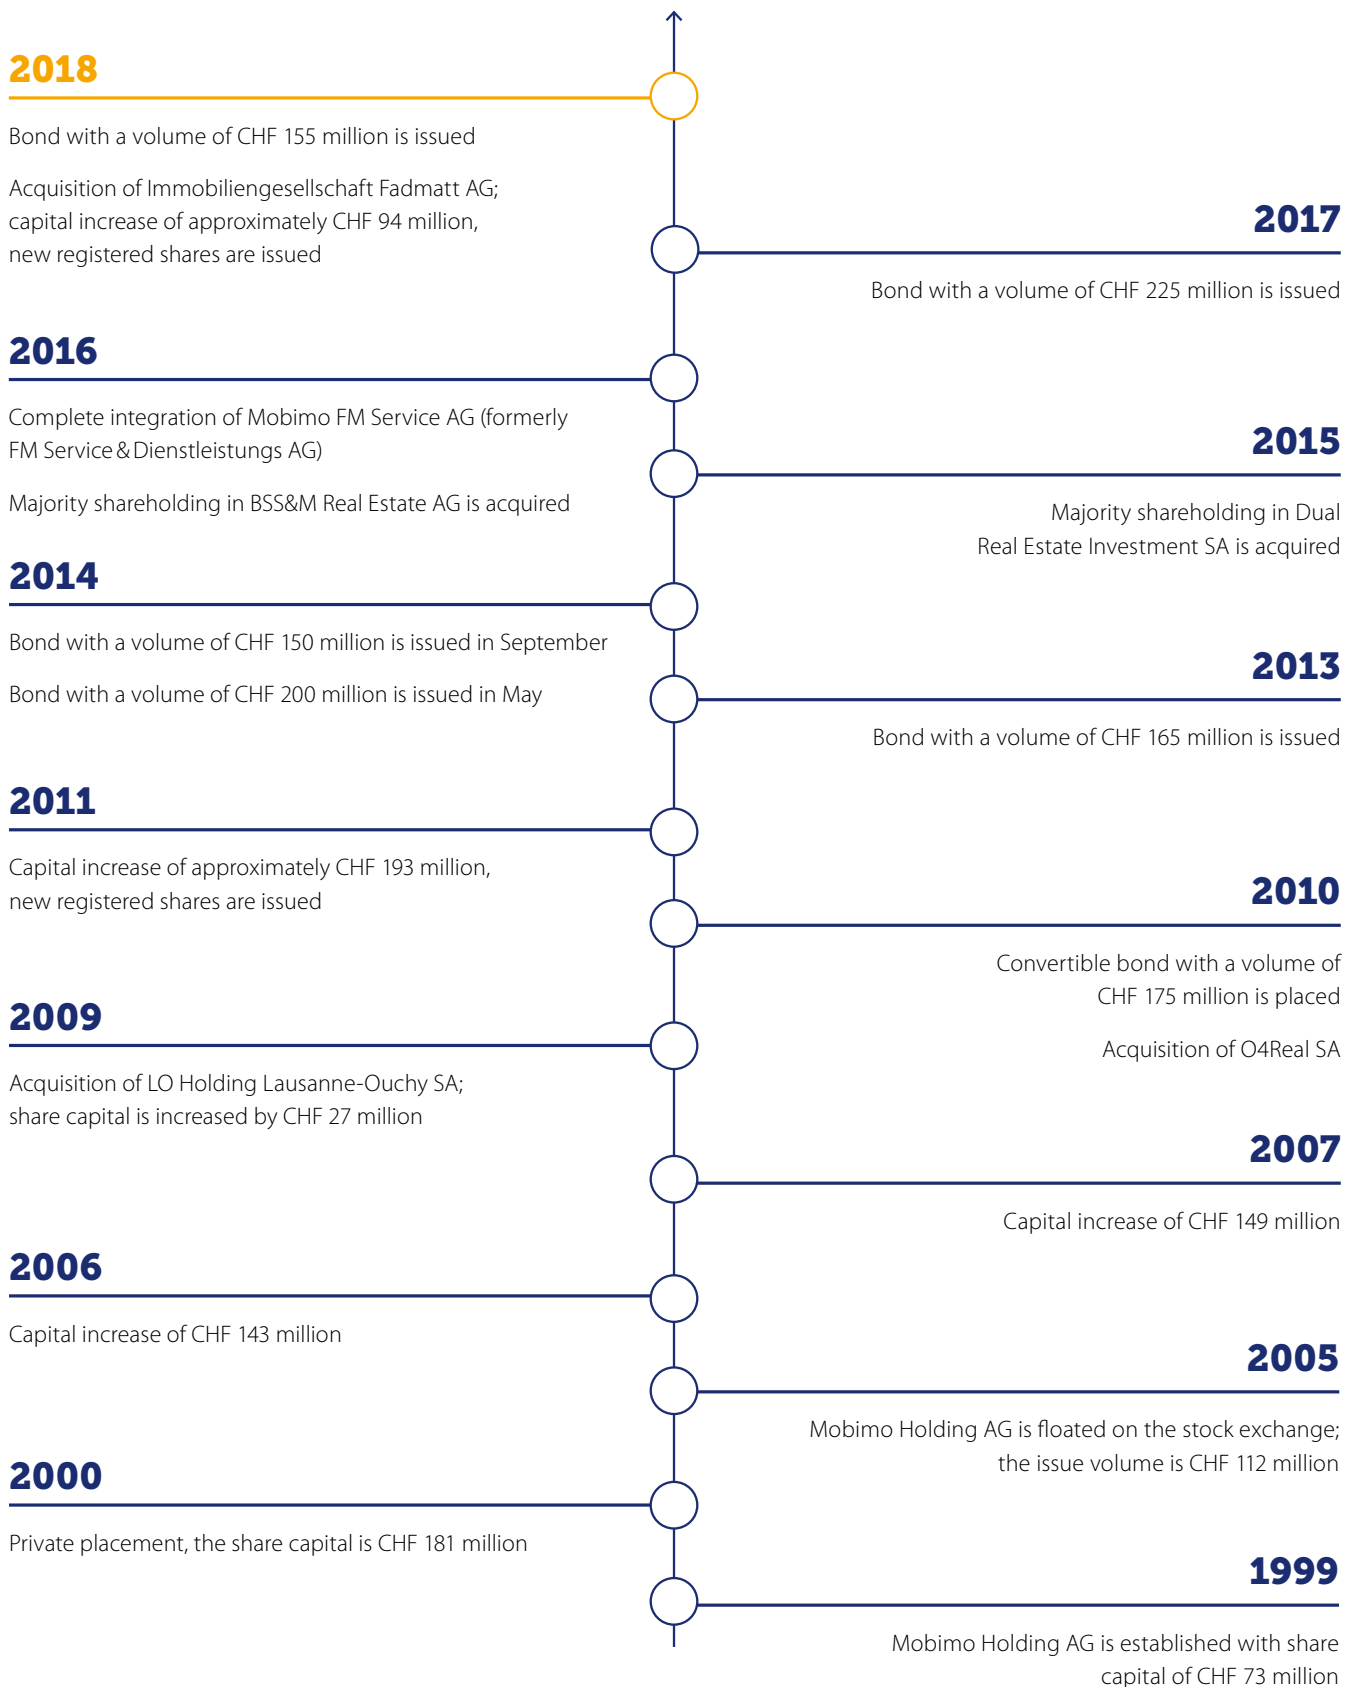 2018
Bond with a volume of CHF 155 million is issued
Acquisition of Immobiliengesellschaft Fadmatt AG;
capital increase of approximately CHF 94 million,
new registered shares are issued
2017
Bond with a volume of CHF 225 million is issued
2016
Complete integration of Mobimo FM Service AG (formerly
FM Service & Dienstleistungs AG)
Majority shareholding in BSS&M Real Estate AG is acquired
2015
Majority shareholding in Dual
Real Estate Investment SA is acquired
2014
Bond with a volume of CHF 150 million is issued in September
Bond with a volume of CHF 200 million is issued in May
2013
Bond with a volume of CHF 165 million is issued
2011
Capital increase of approximately CHF 193 million,
new registered shares are issued
2010
Convertible bond with a volume of
CHF 175 million is placed
Acquisition of O4Real SA
2009
Acquisition of LO Holding Lausanne-Ouchy SA;
share capital is increased by CHF 27 million
2007
Capital increase of CHF 149 million
2006
Capital increase of CHF 143 million
2005
Mobimo Holding AG is floated on the stock exchange;
the issue volume is CHF 112 million
2000
Private placement, the share capital is CHF 181 million
1999
Mobimo Holding AG is established with share
capital of CHF 73 million